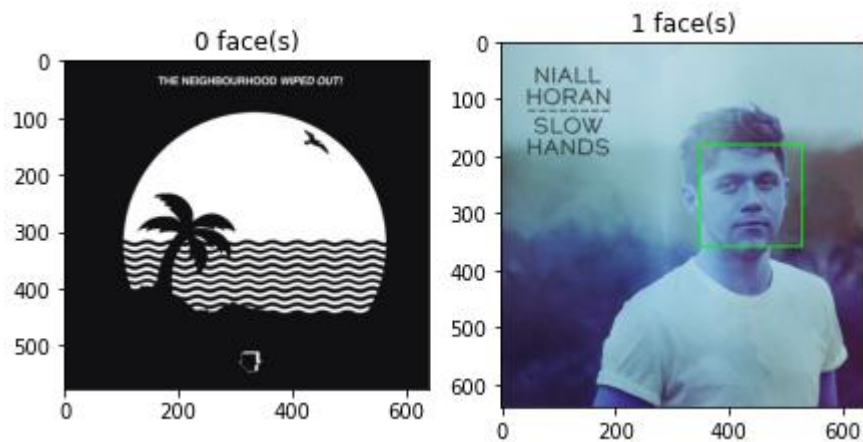 0 face(s)
THE NEIGHBOURHOOD WIPED OUT!
0
100
200
300
400
500
0 200 400 600
1 face(s)
NIALL
HORAN
SLOW
HANDS
0
100
200
300
400
500
600
0 200 400 600